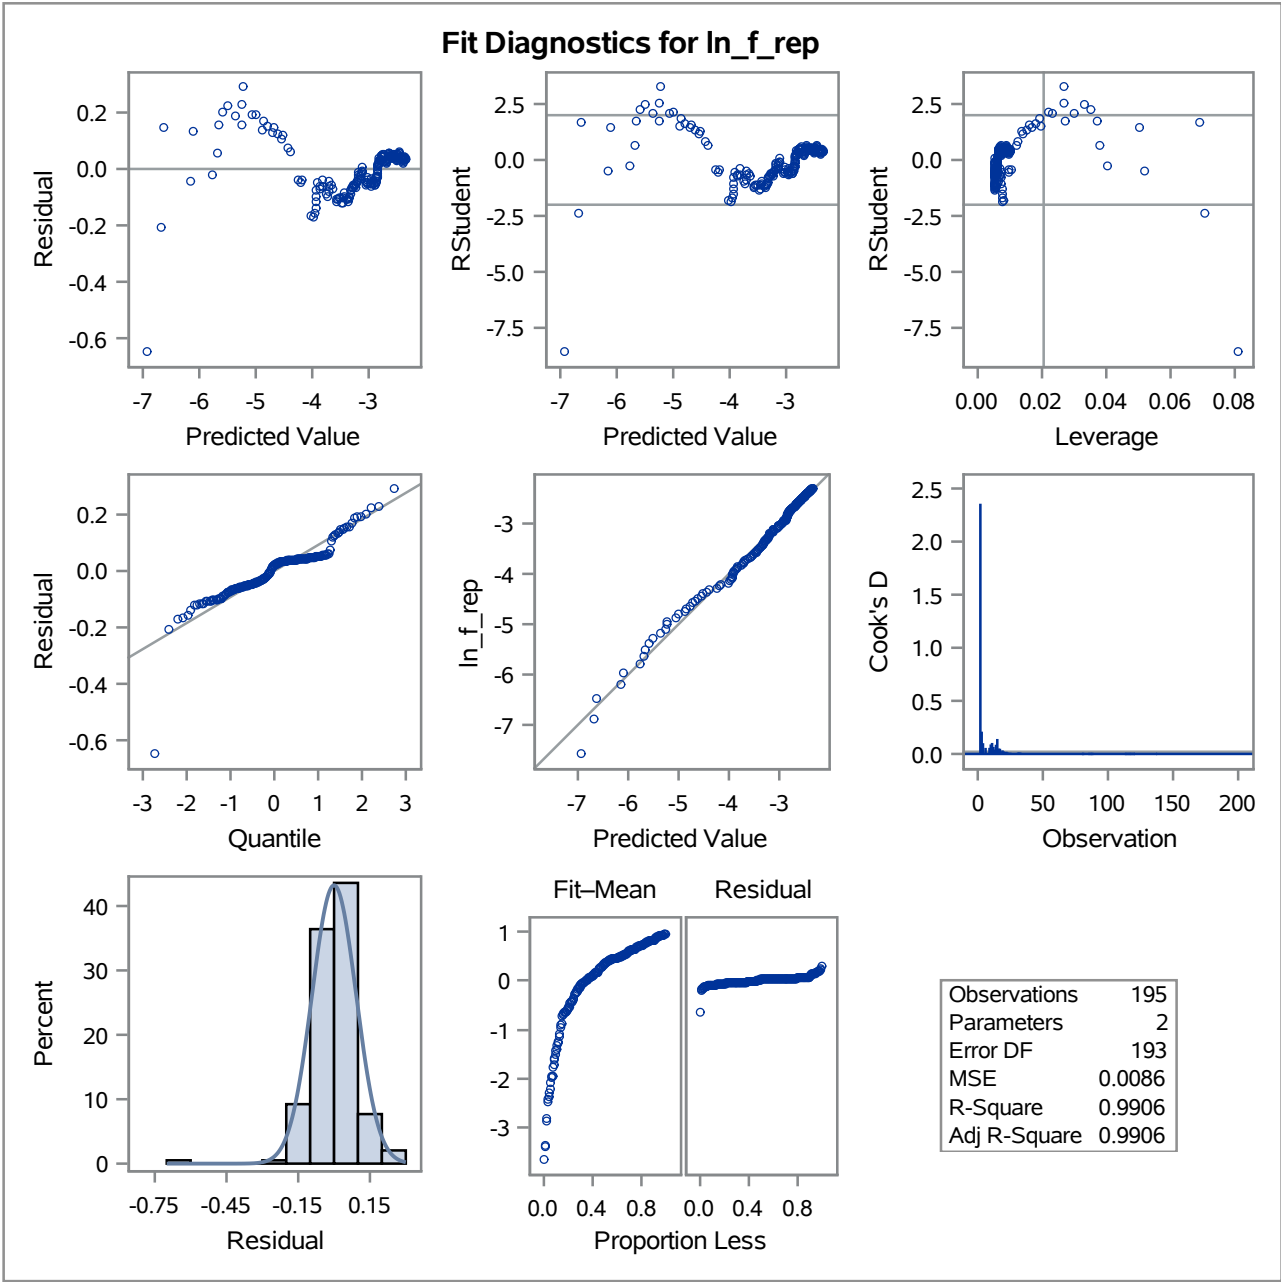 Fit Diagnostics for ln_f_rep
0.2
0.0
-0.2
-0.4
-0.6
Residual
-7 -6 -5 -4 -3
Predicted Value
2.5
0.0
-2.5
-5.0
-7.5
RStudent
-7 -6 -5 -4 -3
Predicted Value
2.5
0.0
-2.5
-5.0
-7.5
RStudent
0.00 0.02 0.04 0.06 0.08
Leverage
0.2
0.0
-0.2
-0.4
-0.6
Residual
-3 -2 -1 0 1 2 3
Quantile
-3
-4
-5
-6
-7
ln_f_rep
-7 -6 -5 -4 -3
Predicted Value
2.5
2.0
1.5
1.0
0.5
0.0
Cook's D
0 50 100 150 200
Observation
40
30
20
10
0
Percent
-0.75 -0.45 -0.15 0.15
Residual
Fit–Mean Residual
1
0
-1
-2
-3
0.0 0.4 0.8 0.0 0.4 0.8
Proportion Less
Observations 195
Parameters 2
Error DF 193
MSE 0.0086
R-Square 0.9906
Adj R-Square 0.9906